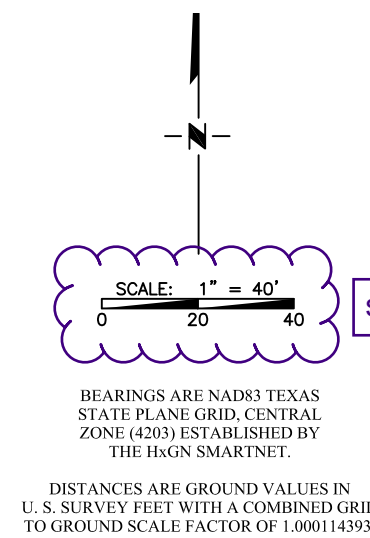 N
SCALE: 1" = 40'
0 20 40
S
BEARINGS ARE NAD83 TEXAS
STATE PLANE GRID, CENTRAL
ZONE (4203) ESTABLISHED BY
THE HxGN SMARTNET.
DISTANCES ARE GROUND VALUES IN
U. S. SURVEY FEET WITH A COMBINED GRID
TO GROUND SCALE FACTOR OF 1.000114393